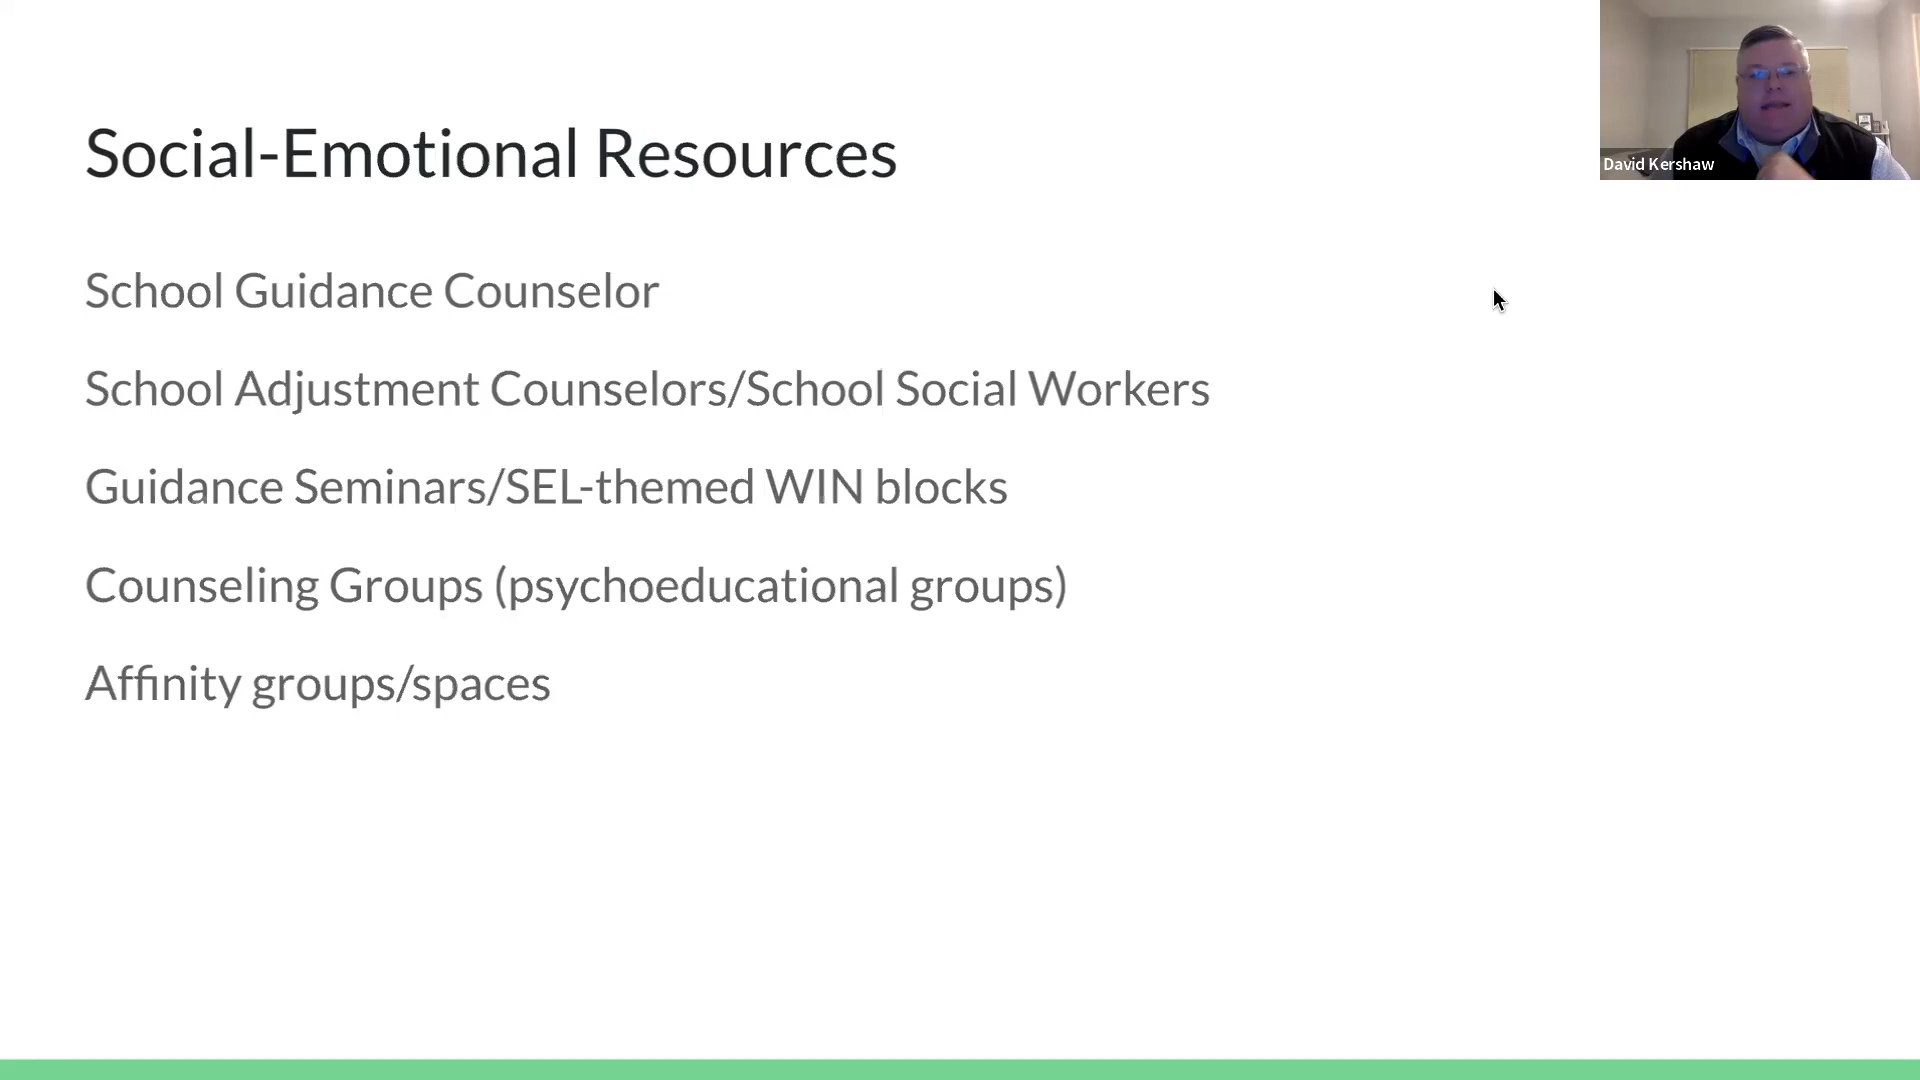 Social-Emotional Resources
David Kershaw
School Guidance Counselor
School Adjustment Counselors/School Social Workers
Guidance Seminars/SEL-themed WIN blocks
Counseling Groups (psychoeducational groups)
Affinity groups/spaces